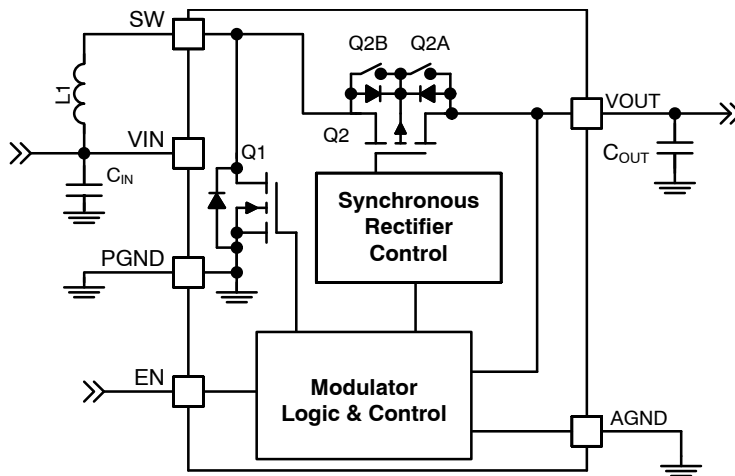 SW
Q2B
Q2A
L1
VOUT
VIN
Q1
Q2
C_IN
C_OUT
Synchronous
Rectifier
Control
PGND
EN
Modulator
Logic & Control
AGND